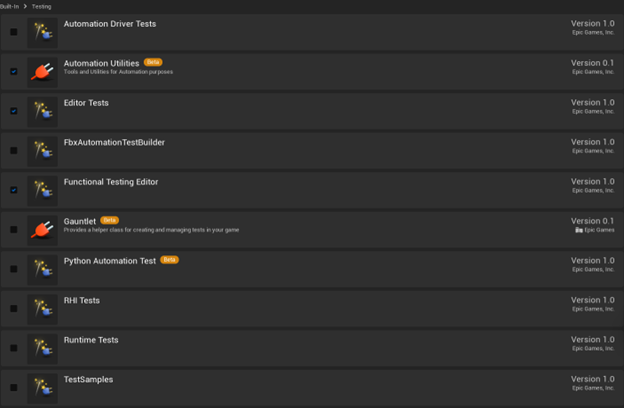 Built-In > Testing
Automation Driver Tests
Version 1.0
Epic Games, Inc.
Automation Utilities Beta
Version 0.1
Tools and Utilities for Automation purposes
Epic Games, Inc.
Editor Tests
Version 1.0
Epic Games, Inc.
FbxAutomationTestBuilder
Version 1.0
Epic Games, Inc.
Functional Testing Editor
Version 1.0
Epic Games, Inc.
Gauntlet Beta
Version 0.1
Provides a helper class for creating and managing tests in your game
Epic Games
Python Automation Test Beta
Version 1.0
Epic Games, Inc.
RHI Tests
Version 1.0
Epic Games, Inc.
Runtime Tests
Version 1.0
Epic Games, Inc.
TestSamples
Version 1.0
Epic Games, Inc.